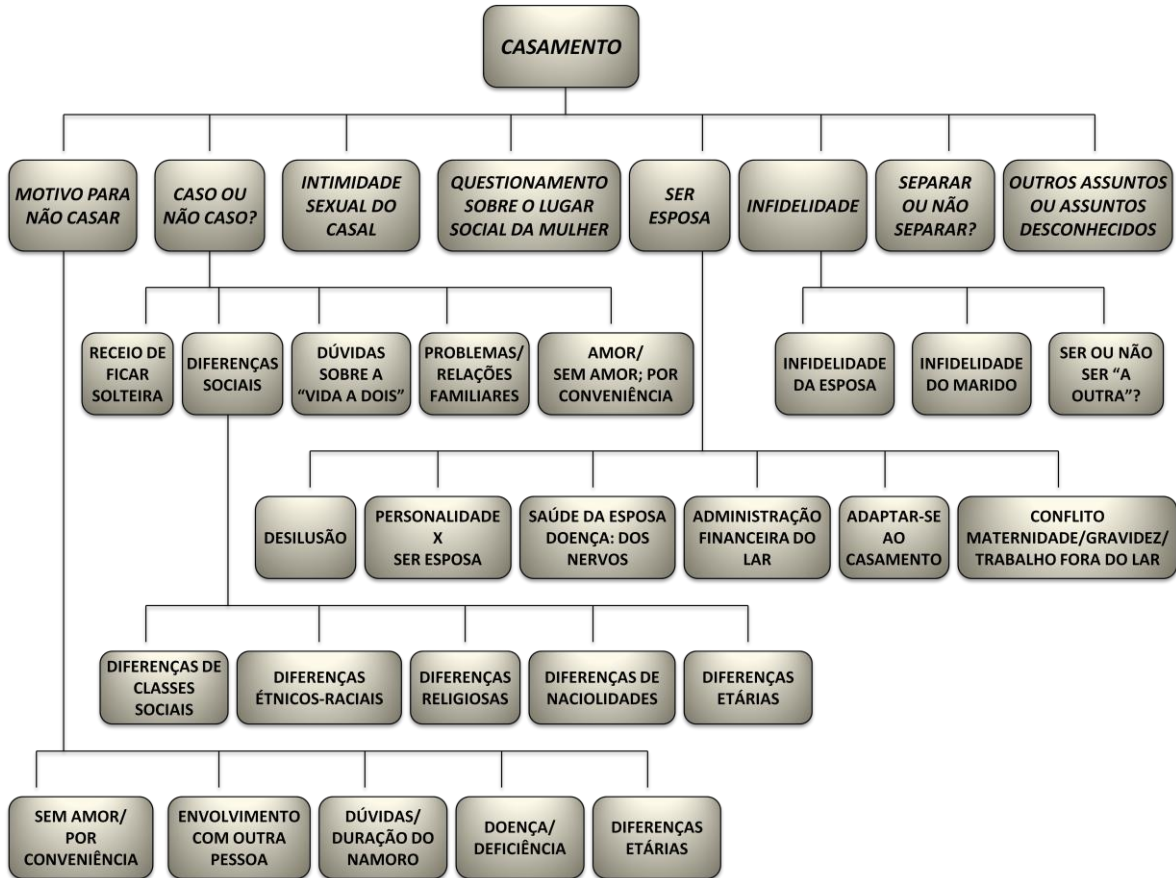 CASAMENTO
MOTIVO PARA
NÃO CASAR
CASO OU
NÃO CASO?
INTIMIDADE
SEXUAL DO
CASAL
QUESTIONAMENTO
SOBRE O LUGAR
SOCIAL DA MULHER
SER
ESPOSA
INFIDELIDADE
SEPARAR
OU NÃO
SEPARAR?
OUTROS ASSUNTOS
OU ASSUNTOS
DESCONHECIDOS
RECEIO DE
FICAR
SOLTEIRA
DIFERENÇAS
SOCIAIS
DÚVIDAS
SOBRE A
“VIDA A DOIS”
PROBLEMAS/
RELAÇÕES
FAMILIARES
AMOR/
SEM AMOR; POR
CONVENIÊNCIA
INFIDELIDADE
DA ESPOSA
INFIDELIDADE
DO MARIDO
SER OU NÃO
SER “A
OUTRA”?
DESILUSÃO
PERSONALIDADE
X
SER ESPOSA
SAÚDE DA ESPOSA
DOENÇA: DOS
NERVOS
ADMINISTRAÇÃO
FINANCEIRA DO
LAR
ADAPTAR-SE
AO
CASAMENTO
CONFLITO
MATERNIDADE/GRAVIDEZ/
TRABALHO FORA DO LAR
DIFERENÇAS DE
CLASSES
SOCIAIS
DIFERENÇAS
ÉTNICOS-RACIAIS
DIFERENÇAS
RELIGIOSAS
DIFERENÇAS DE
NACIOLIDADES
DIFERENÇAS
ETÁRIAS
SEM AMOR/
POR
CONVENIÊNCIA
ENVOLVIMENTO
COM OUTRA
PESSOA
DÚVIDAS/
DURAÇÃO DO
NAMORO
DOENÇA/
DEFICIÊNCIA
DIFERENÇAS
ETÁRIAS